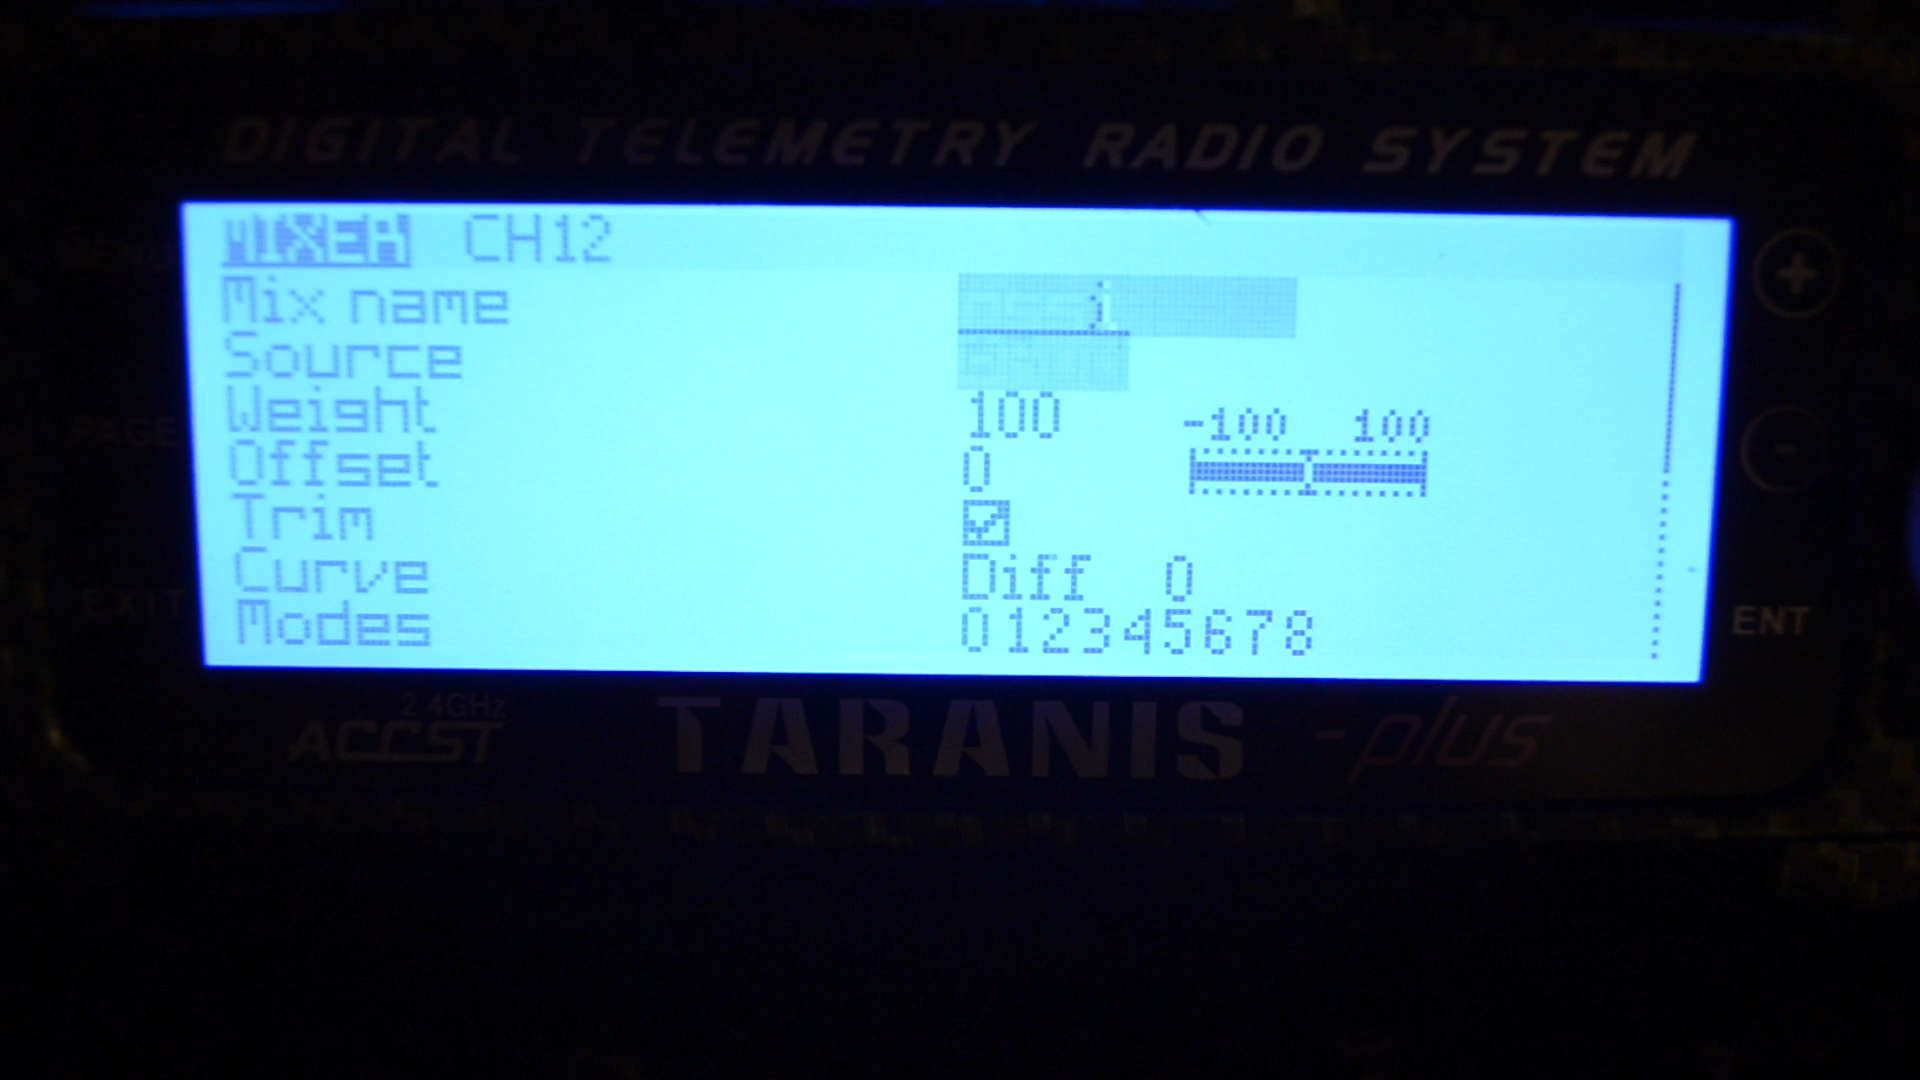 DIGITAL TELEMETRY RADIO SYSTEM
MIXER CH12
MENU
Mix name j
Source
Weight 100 -100 100
PAGE
Offset 0
Trim
Curve Diff 0
EXIT
Modes 012345678
ENT
2.4GHz
ACCST TARANIS -plus